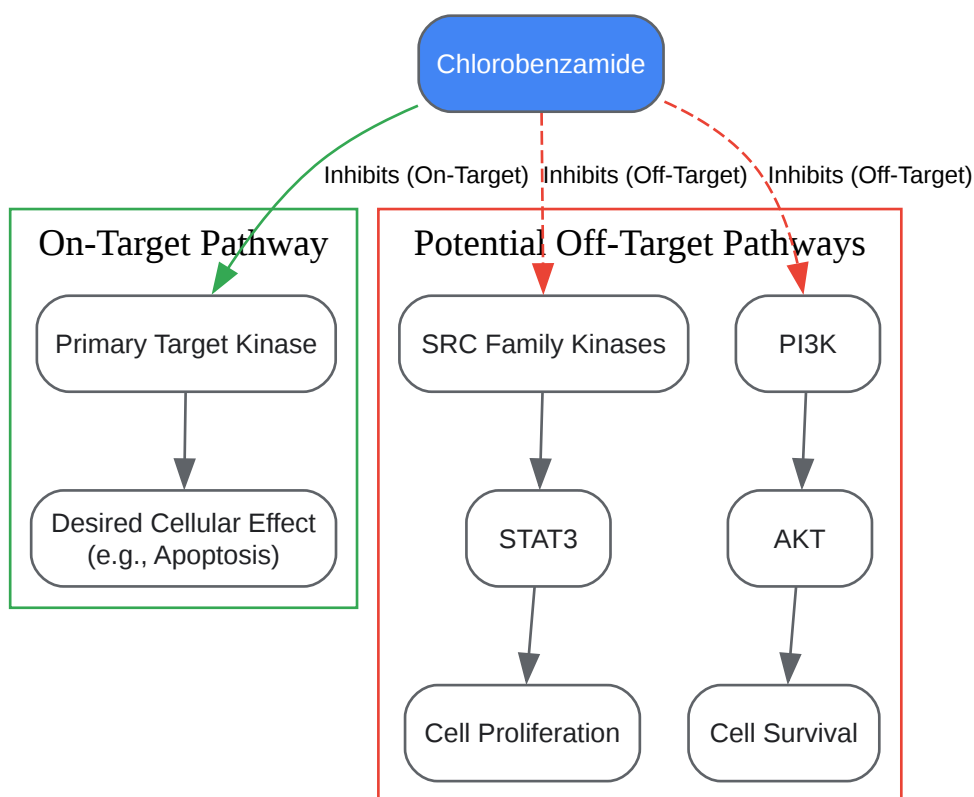 Chlorobenzamide
Inhibits (On-Target)
Inhibits (Off-Target)
Inhibits (Off-Target)
On-Target Pathway
Potential Off-Target Pathways
Primary Target Kinase
SRC Family Kinases
PI3K
Desired Cellular Effect
(e.g., Apoptosis)
STAT3
AKT
Cell Proliferation
Cell Survival